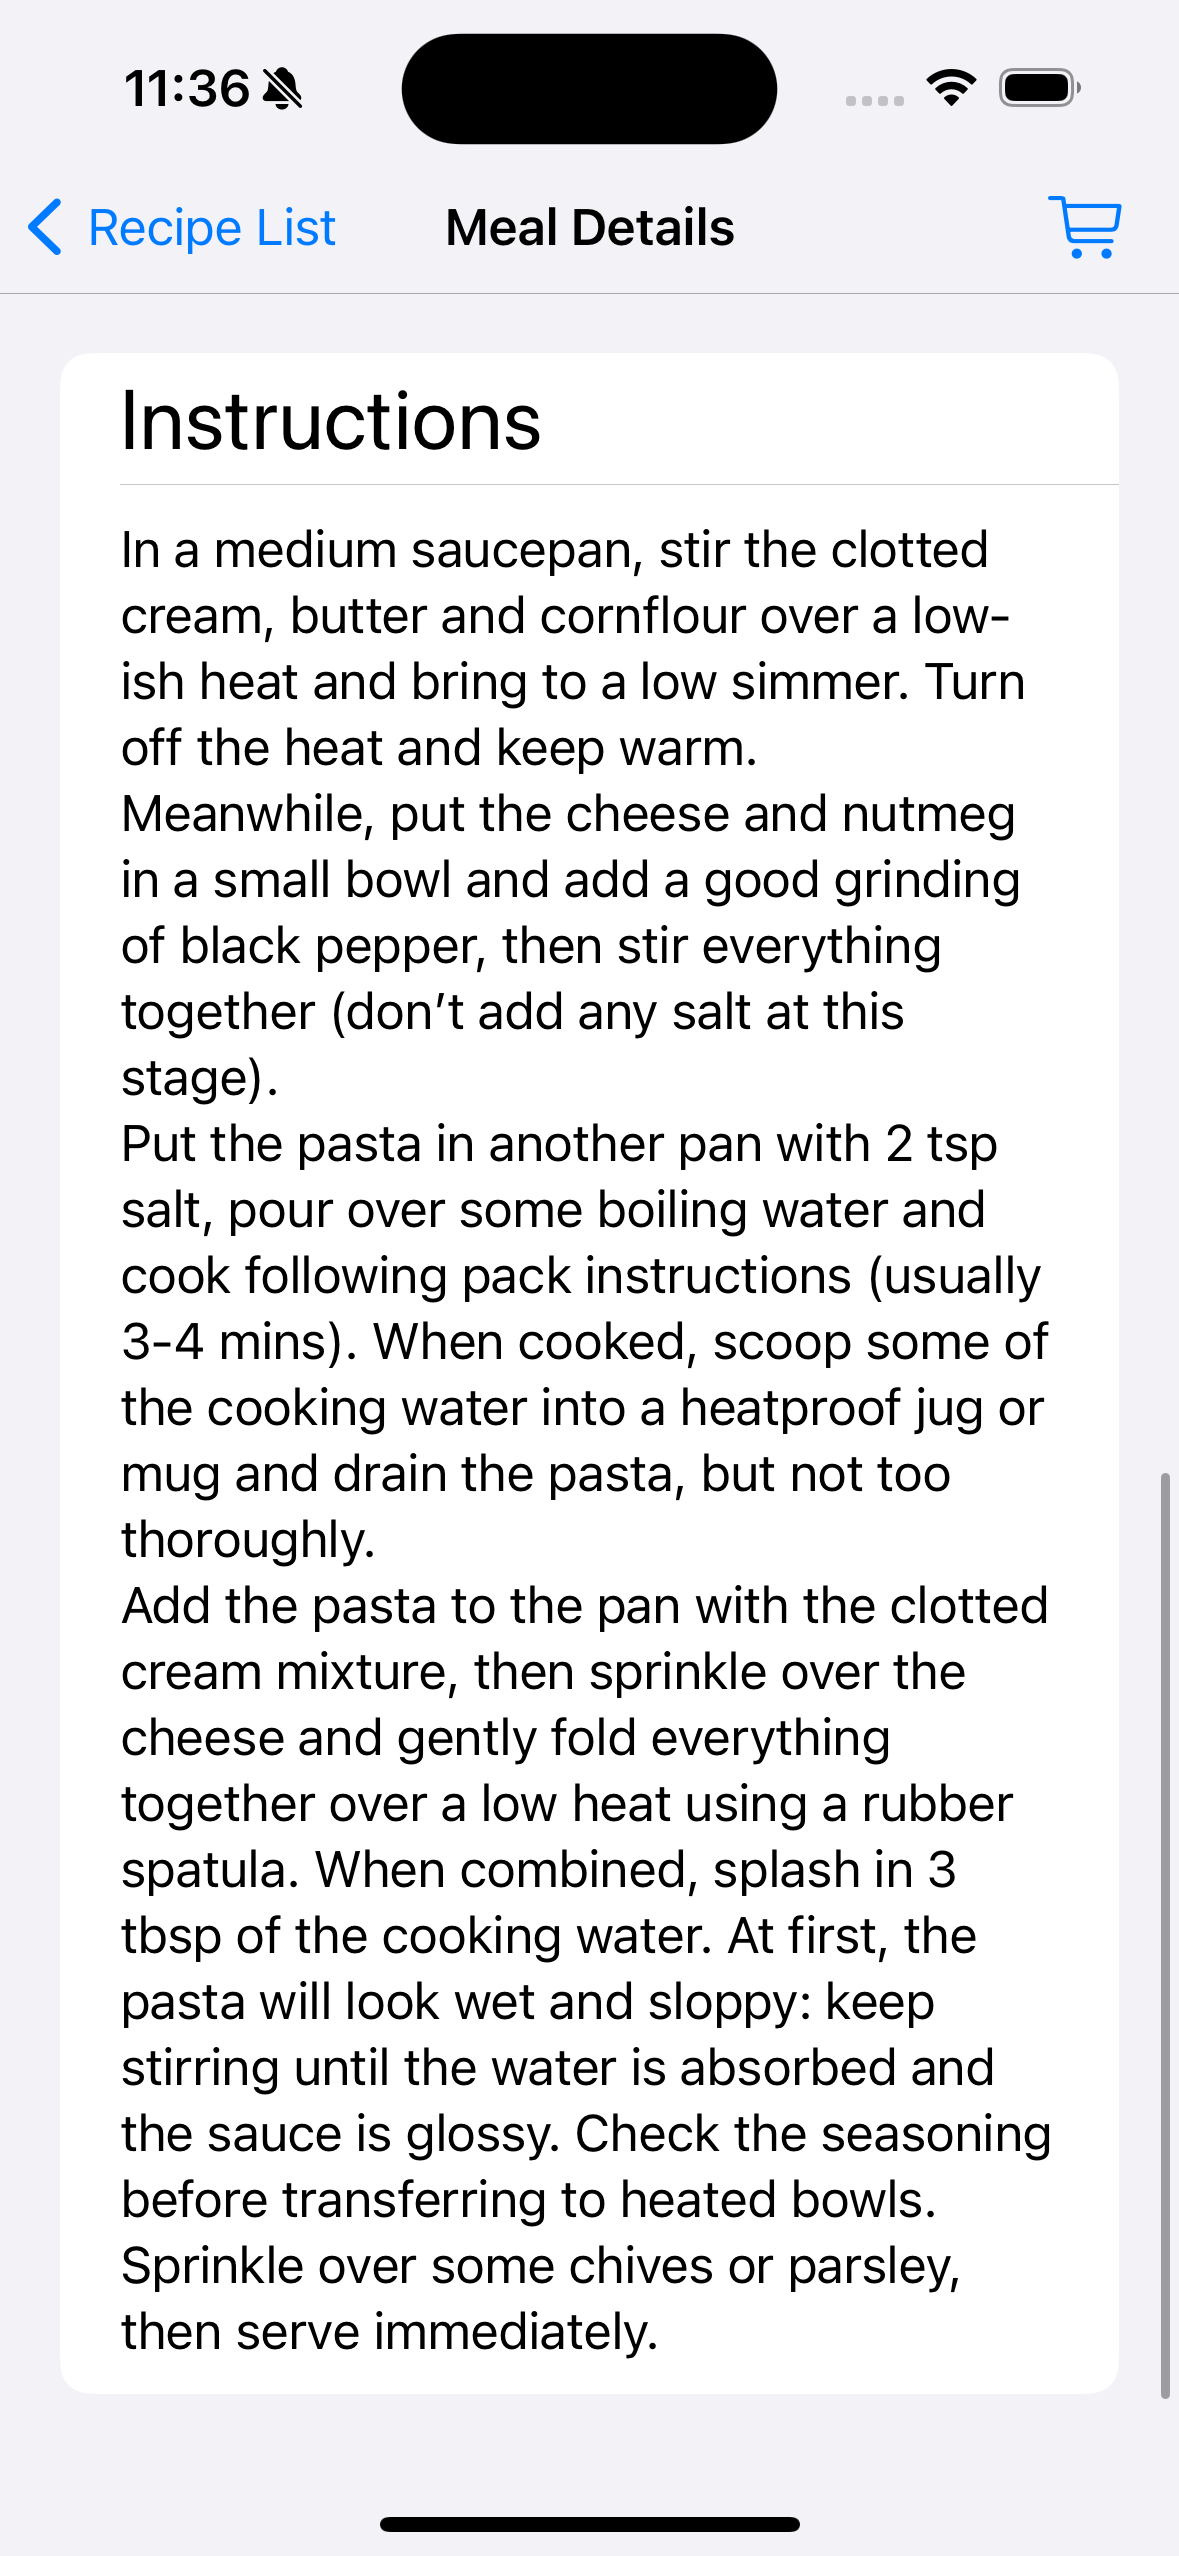 11:36
Recipe List
Meal Details
Instructions
In a medium saucepan, stir the clotted
cream, butter and cornflour over a low-
ish heat and bring to a low simmer. Turn
off the heat and keep warm.
Meanwhile, put the cheese and nutmeg
in a small bowl and add a good grinding
of black pepper, then stir everything
together (don’t add any salt at this
stage).
Put the pasta in another pan with 2 tsp
salt, pour over some boiling water and
cook following pack instructions (usually
3-4 mins). When cooked, scoop some of
the cooking water into a heatproof jug or
mug and drain the pasta, but not too
thoroughly.
Add the pasta to the pan with the clotted
cream mixture, then sprinkle over the
cheese and gently fold everything
together over a low heat using a rubber
spatula. When combined, splash in 3
tbsp of the cooking water. At first, the
pasta will look wet and sloppy: keep
stirring until the water is absorbed and
the sauce is glossy. Check the seasoning
before transferring to heated bowls.
Sprinkle over some chives or parsley,
then serve immediately.